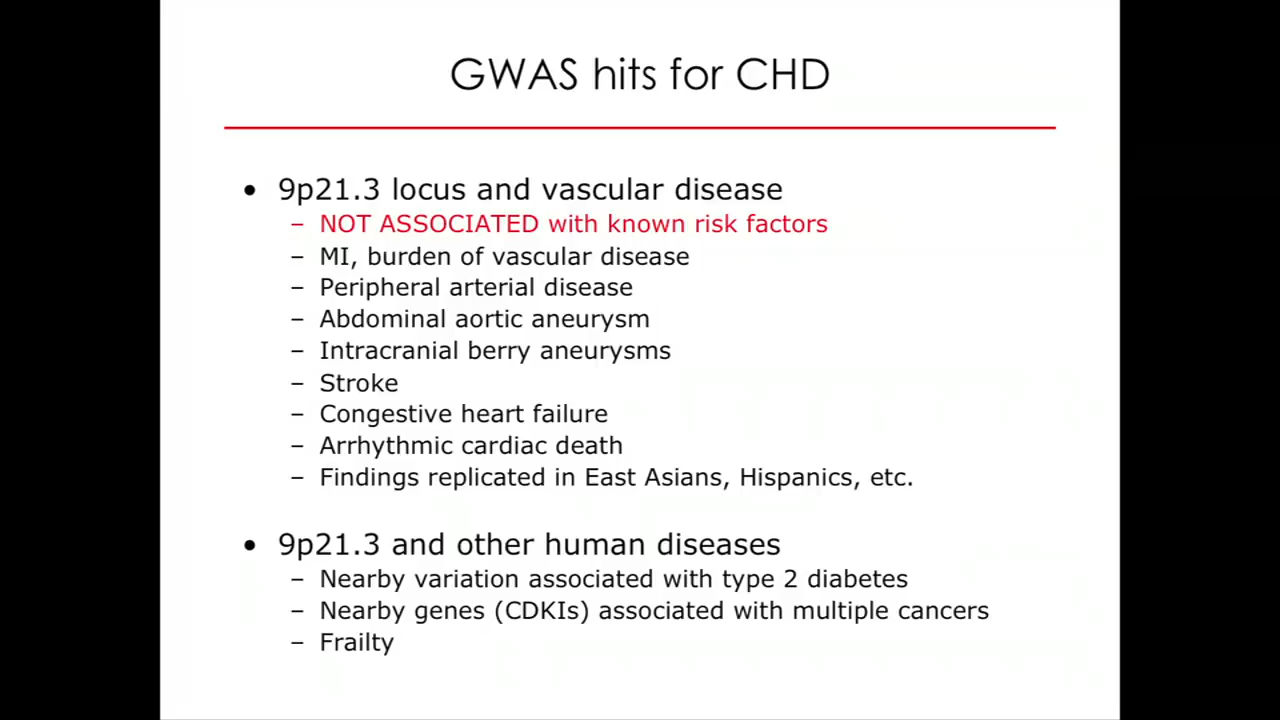 GWAS hits for CHD
• 9p21.3 locus and vascular disease
– NOT ASSOCIATED with known risk factors
– MI, burden of vascular disease
– Peripheral arterial disease
– Abdominal aortic aneurysm
– Intracranial berry aneurysms
– Stroke
– Congestive heart failure
– Arrhythmic cardiac death
– Findings replicated in East Asians, Hispanics, etc.
• 9p21.3 and other human diseases
– Nearby variation associated with type 2 diabetes
– Nearby genes (CDKIs) associated with multiple cancers
– Frailty